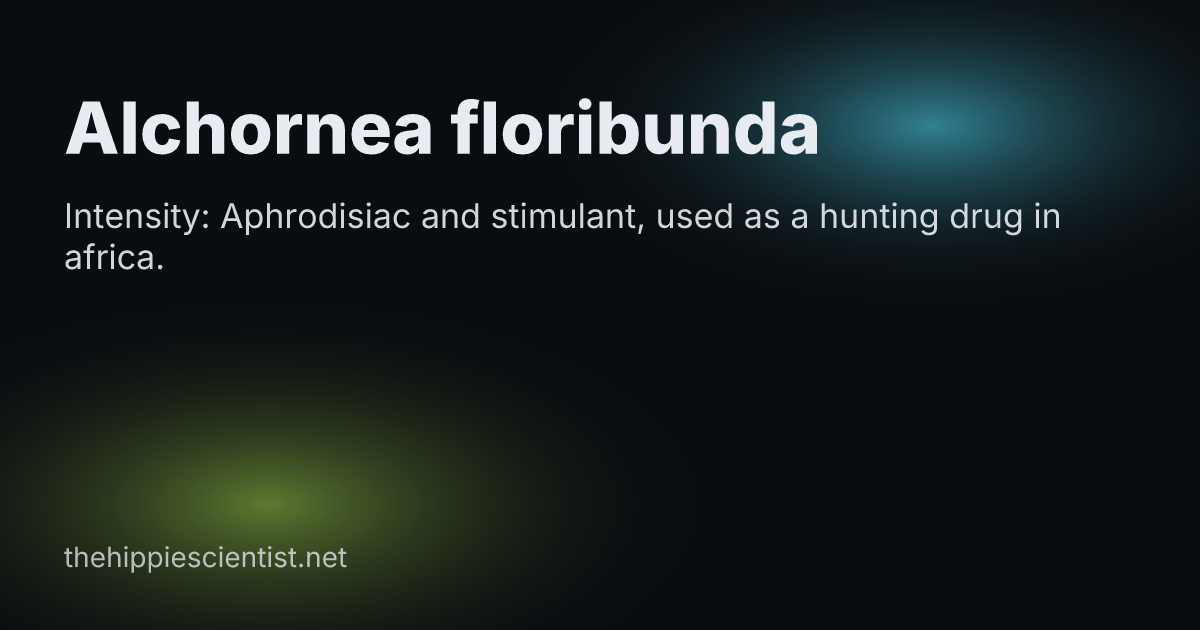 Alchornea floribunda
Intensity: Aphrodisiac and stimulant, used as a hunting drug in
africa.
thehippiescientist.net